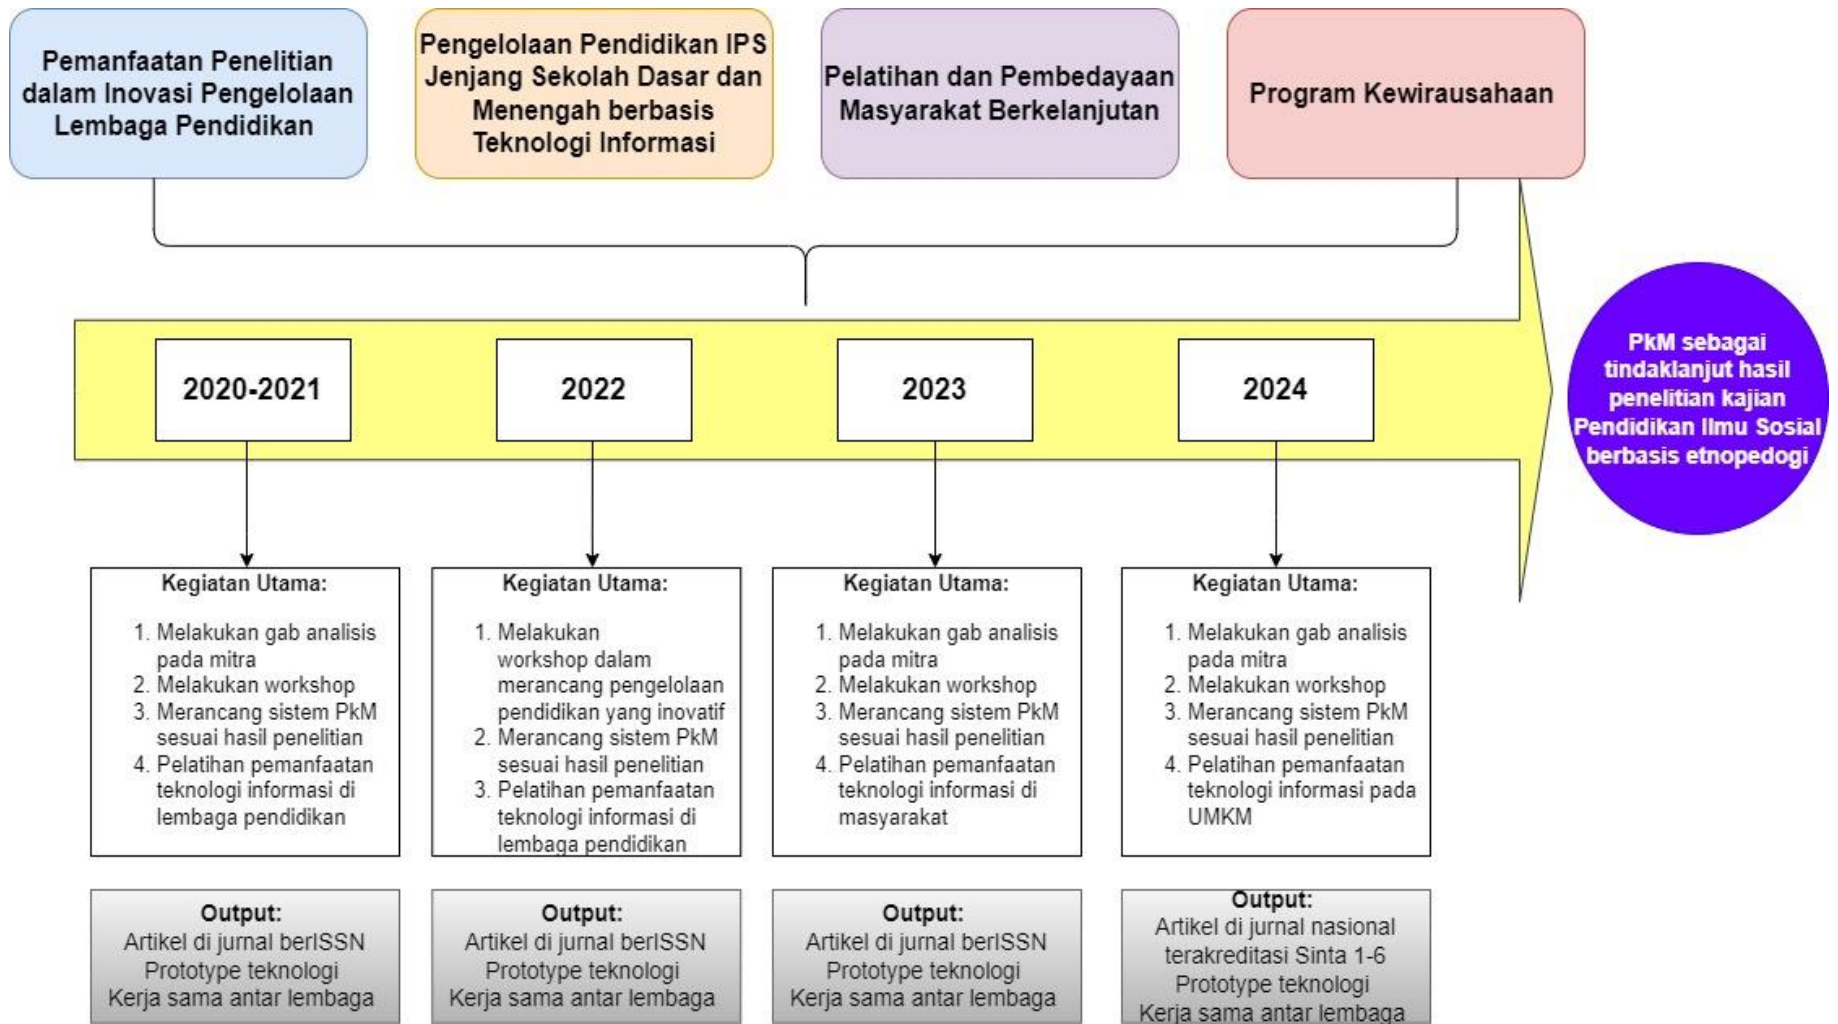 Pemanfaatan Penelitian
dalam Inovasi Pengelolaan
Lembaga Pendidikan
Pengelolaan Pendidikan IPS
Jenjang Sekolah Dasar dan
Menengah berbasis
Teknologi Informasi
Pelatihan dan Pembedayaan
Masyarakat Berkelanjutan
Program Kewirausahaan
2020-2021
2022
2023
2024
PkM sebagai
tindaklanjut hasil
penelitian kajian
Pendidikan Ilmu Sosial
berbasis etnopedogi
Kegiatan Utama:
1. Melakukan gab analisis
pada mitra
2. Melakukan workshop
3. Merancang sistem PkM
sesuai hasil penelitian
4. Pelatihan pemanfaatan
teknologi informasi di
lembaga pendidikan
Kegiatan Utama:
1. Melakukan
workshop dalam
merancang pengelolaan
pendidikan yang inovatif
2. Merancang sistem PkM
sesuai hasil penelitian
3. Pelatihan pemanfaatan
teknologi informasi di
lembaga pendidikan
Kegiatan Utama:
1. Melakukan gab analisis
pada mitra
2. Melakukan workshop
3. Merancang sistem PkM
sesuai hasil penelitian
4. Pelatihan pemanfaatan
teknologi informasi di
masyarakat
Kegiatan Utama:
1. Melakukan gab analisis
pada mitra
2. Melakukan workshop
3. Merancang sistem PkM
sesuai hasil penelitian
4. Pelatihan pemanfaatan
teknologi informasi pada
UMKM
Output:
Artikel di jurnal berISSN
Prototype teknologi
Kerja sama antar lembaga
Output:
Artikel di jurnal berISSN
Prototype teknologi
Kerja sama antar lembaga
Output:
Artikel di jurnal berISSN
Prototype teknologi
Kerja sama antar lembaga
Output:
Artikel di jurnal nasional
terakreditasi Sinta 1-6
Prototype teknologi
Kerja sama antar lembaga